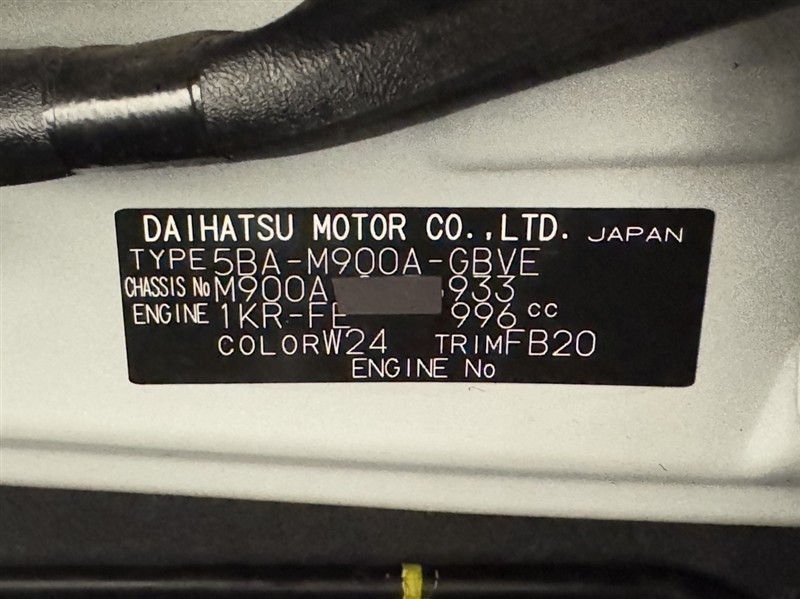 DAIHATSU MOTOR CO.,LTD. JAPAN
TYPE 5BA-M900A-GBVE
CHASSIS No M900A 933
ENGINE 1KR-FE 996 cc
COLOR W24 TRIM FB20
ENGINE No